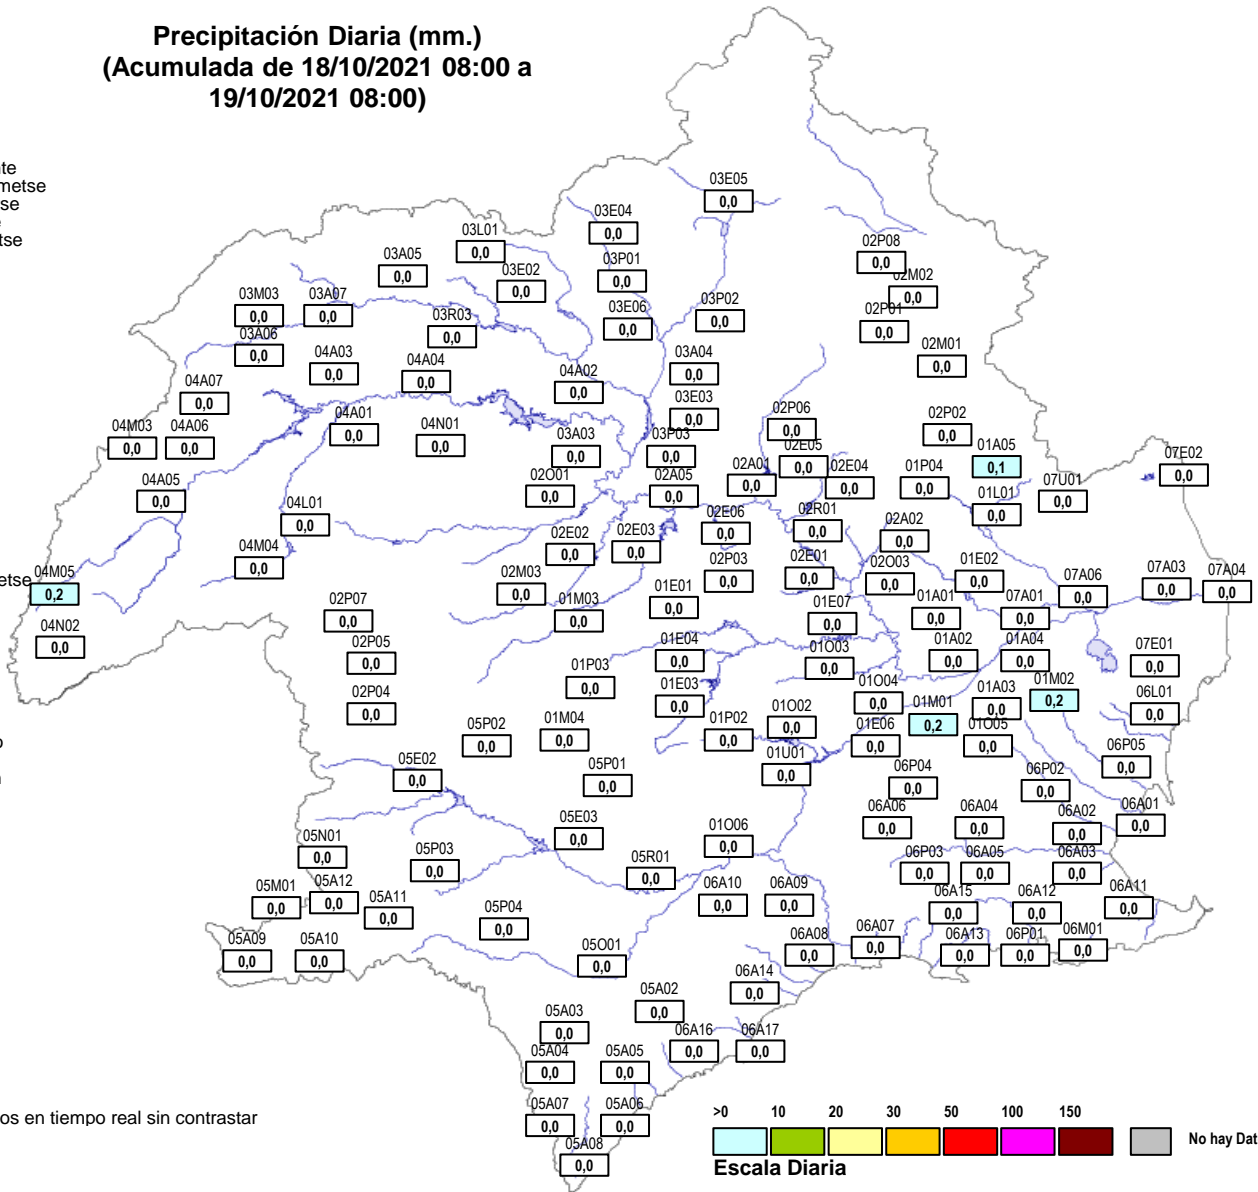 Precipitación Diaria (mm.)
(Acumulada de 18/10/2021 08:00 a
19/10/2021 08:00)
03E05
0,0
03E04
0,0
03L01
0,0
03A05
0,0
03E02
0,0
03P01
0,0
02P08
0,0
02M02
0,0
03M03
0,0
03A07
0,0
03R03
0,0
03E06
0,0
03P02
0,0
02P01
0,0
03A06
0,0
04A03
0,0
04A04
0,0
04A02
0,0
03A04
0,0
02M01
0,0
04A07
0,0
03E03
0,0
04M03
0,0
04A06
0,0
04A01
0,0
04N01
0,0
03A03
0,0
03P03
0,0
02P06
0,0
02E05
0,0
02P02
0,0
01A05
0,1
07E02
0,0
04A05
0,0
02O01
0,0
02A05
0,0
02A01
0,0
02E04
0,0
01P04
0,0
01L01
0,0
07U01
0,0
04L01
0,0
02E06
0,0
02R01
0,0
02A02
0,0
04M04
0,0
02E02
0,0
02E03
0,0
04M05
0,2
02M03
0,0
02P03
0,0
02E01
0,0
02O03
0,0
01E02
0,0
07A06
0,0
07A03
0,0
07A04
0,0
04N02
0,0
02P07
0,0
01M03
0,0
01E01
0,0
01E07
0,0
01A01
0,0
07A01
0,0
02P05
0,0
01E04
0,0
01O03
0,0
01A02
0,0
01A04
0,0
07E01
0,0
02P04
0,0
01P03
0,0
01E03
0,0
01O04
0,0
01M01
0,2
01A03
0,0
01M02
0,2
06L01
0,0
05P02
0,0
01M04
0,0
01P02
0,0
01O02
0,0
01E06
0,0
01O05
0,0
05E02
0,0
05P01
0,0
01U01
0,0
06P04
0,0
06P02
0,0
06P05
0,0
05N01
0,0
05E03
0,0
01O06
0,0
06A06
0,0
06A04
0,0
06A02
0,0
06A01
0,0
05P03
0,0
05R01
0,0
06P03
0,0
06A05
0,0
06A03
0,0
05M01
0,0
05A12
0,0
05A11
0,0
05P04
0,0
06A10
0,0
06A09
0,0
06A15
0,0
06A12
0,0
06A11
0,0
05A09
0,0
05A10
0,0
05O01
0,0
06A08
0,0
06A07
0,0
06A13
0,0
06P01
0,0
06M01
0,0
06A14
0,0
05A03
0,0
05A02
0,0
06A16
0,0
06A17
0,0
05A04
0,0
05A05
0,0
05A07
0,0
05A06
0,0
05A08
0,0
nte
metse
se
tse
metse
os en tiempo real sin contrastar
>0 10 20 30 50 100 150
No hay Dat
Escala Diaria